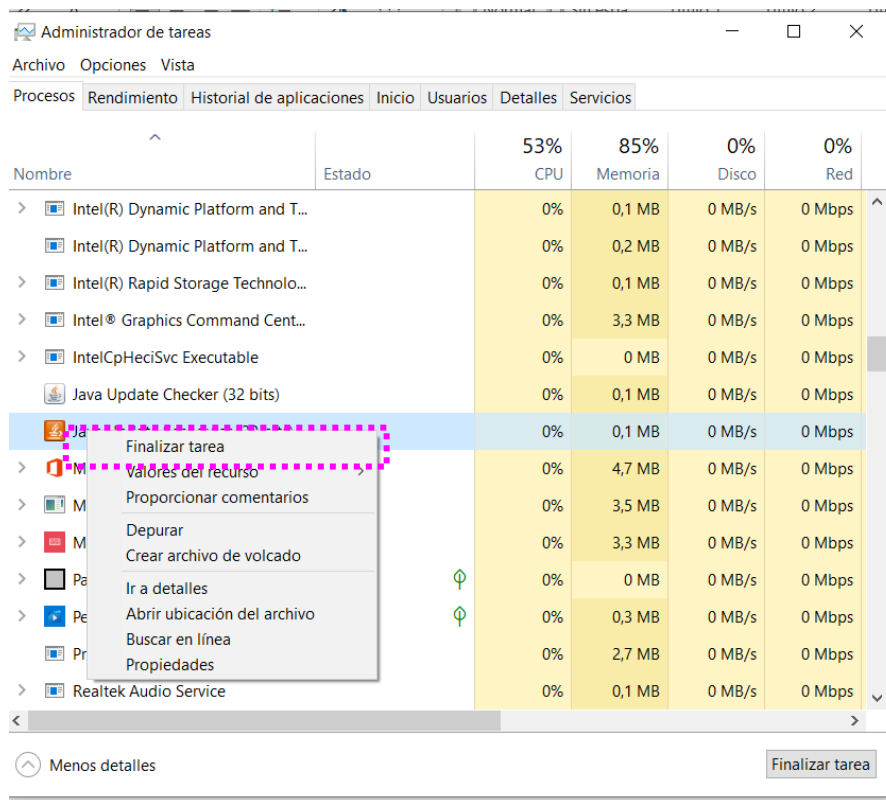 Administrador de tareas
Archivo Opciones Vista
Procesos Rendimiento Historial de aplicaciones Inicio Usuarios Detalles Servicios
53% 85% 0% 0%
Nombre Estado CPU Memoria Disco Red
Intel(R) Dynamic Platform and T... 0% 0,1 MB 0 MB/s 0 Mbps
Intel(R) Dynamic Platform and T... 0% 0,2 MB 0 MB/s 0 Mbps
Intel(R) Rapid Storage Technolo... 0% 0,1 MB 0 MB/s 0 Mbps
Intel® Graphics Command Cent... 0% 3,3 MB 0 MB/s 0 Mbps
IntelCpHeciSvc Executable 0% 0 MB 0 MB/s 0 Mbps
Java Update Checker (32 bits) 0% 0,1 MB 0 MB/s 0 Mbps
Ja 0% 0,1 MB 0 MB/s 0 Mbps
M 0% 4,7 MB 0 MB/s 0 Mbps
M 0% 3,5 MB 0 MB/s 0 Mbps
M 0% 3,3 MB 0 MB/s 0 Mbps
Pa 0% 0 MB 0 MB/s 0 Mbps
Pe 0% 0,3 MB 0 MB/s 0 Mbps
Pr 0% 2,7 MB 0 MB/s 0 Mbps
Realtek Audio Service 0% 0,1 MB 0 MB/s 0 Mbps
Finalizar tarea
Valores del recurso
Proporcionar comentarios
Depurar
Crear archivo de volcado
Ir a detalles
Abrir ubicación del archivo
Buscar en línea
Propiedades
Menos detalles
Finalizar tarea